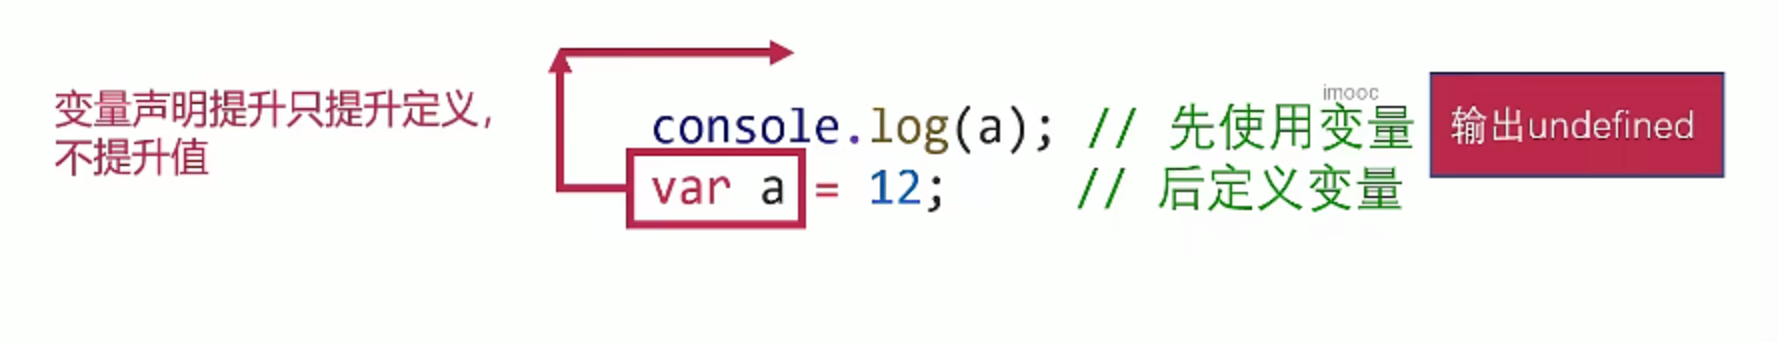 变量声明提升只提升定义，
不提升值
imooc
console.log(a); // 先使用变量
var a = 12; // 后定义变量
输出undefined